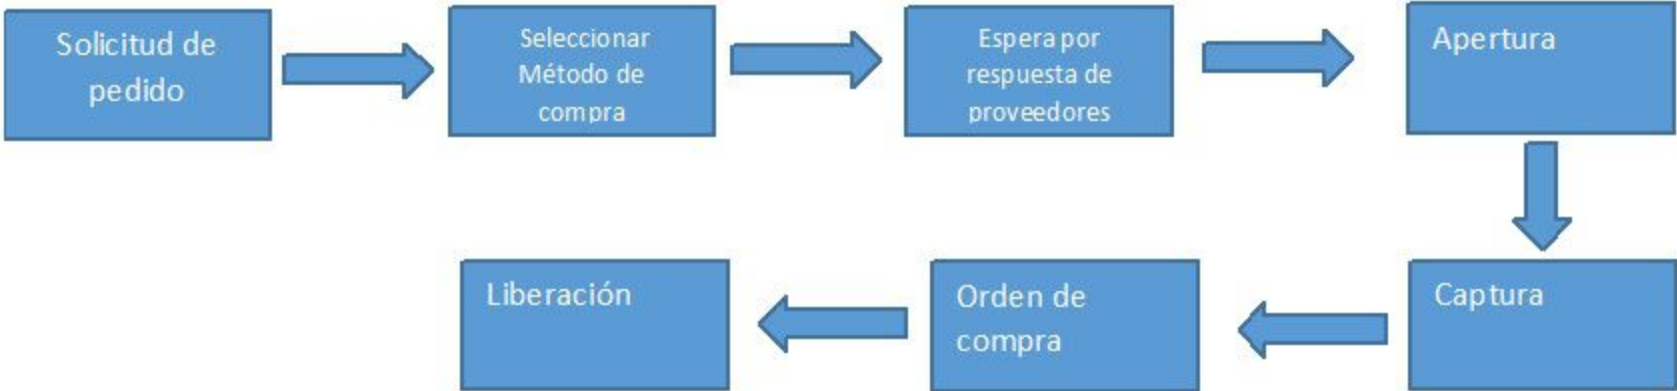 Solicitud de
pedido
Seleccionar
Método de
compra
Espera por
respuesta de
proveedores
Apertura
Captura
Orden de
compra
Liberación